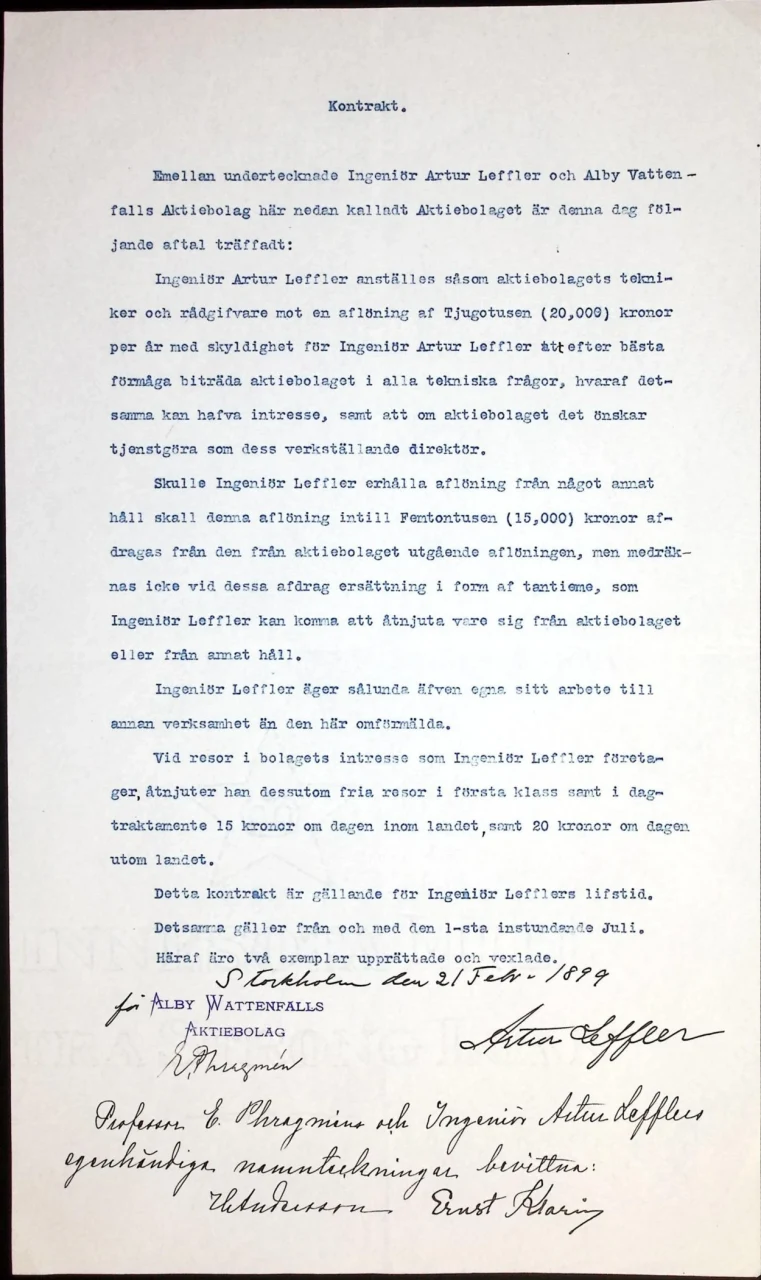 Kontrakt.
Emellan undertecknade Ingeniör Artur Leffler och Alby Vatten-
falls Aktiebolag här nedan kalladt Aktiebolaget är denna dag föl-
jande aftal träffadt:
Ingeniör Artur Leffler anställes såsom aktiebolagets tekni-
ker och rådgifvare mot en aflöning af Tjugotusen (20,000) kronor
per år med skyldighet för Ingeniör Artur Leffler att efter bästa
förmåga biträda aktiebolaget i alla tekniska frågor, hvaraf det-
samma kan hafva intresse, samt att om aktiebolaget det önskar
tjenstgöra som dess verkställande direktör.
Skulle Ingeniör Leffler erhålla aflöning från något annat
håll skall denna aflöning intill Femtontusen (15,000) kronor af-
dragas från den från aktiebolaget utgående aflöningen, men medräk-
nas icke vid dessa afdrag ersättning i form af tantieme, som
Ingeniör Leffler kan komma att åtnjuta vare sig från aktiebolaget
eller från annat håll.
Ingeniör Leffler äger sålunda äfven egna sitt arbete till
annan verksamhet än den här omförmälda.
Vid resor i bolagets intresse som Ingeniör Leffler företa-
ger, åtnjuter han dessutom fria resor i första klass samt i dag-
traktamente 15 kronor om dagen inom landet, samt 20 kronor om dagen
utom landet.
Detta kontrakt är gällande för Ingeniör Lefflers lifstid.
Detsamma gäller från och med den 1-sta instundande Juli.
Häraf äro två exemplar upprättade och vexlade.
Stockholm den 21 Febr. 1899
för ALBY WATTENFALLS
AKTIEBOLAG
Artur Leffler
E. Phragmén
Professor E. Phragméns och Ingeniör Artur Lefflers
egenhändiga namnteckningar bevittna:
Andersson Ernst